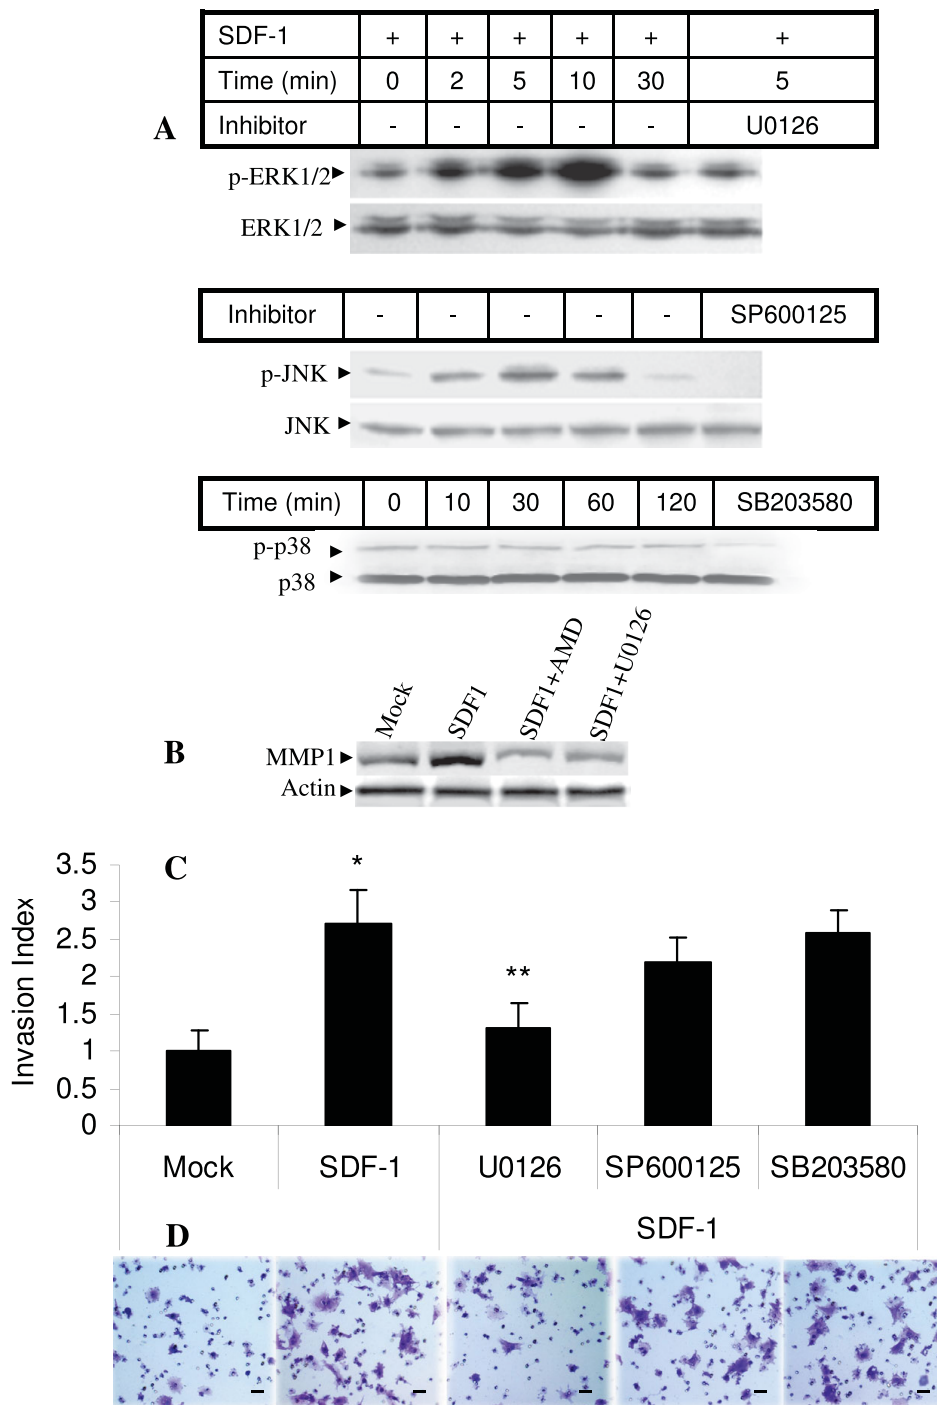 SDF-1 + + + + + +
Time (min) 0 2 5 10 30 5
A Inhibitor - - - - - U0126
p-ERK1/2
ERK1/2
Inhibitor - - - - - SP600125
p-JNK
JNK
Time (min) 0 10 30 60 120 SB203580
p-p38
p38
Mock SDF1 SDF1+AMD SDF1+U0126
B MMP1
Actin
C
Invasion Index
3.5
3
2.5
2
1.5
1
0.5
0
* **
Mock SDF-1 U0126 SP600125 SB203580
SDF-1
D